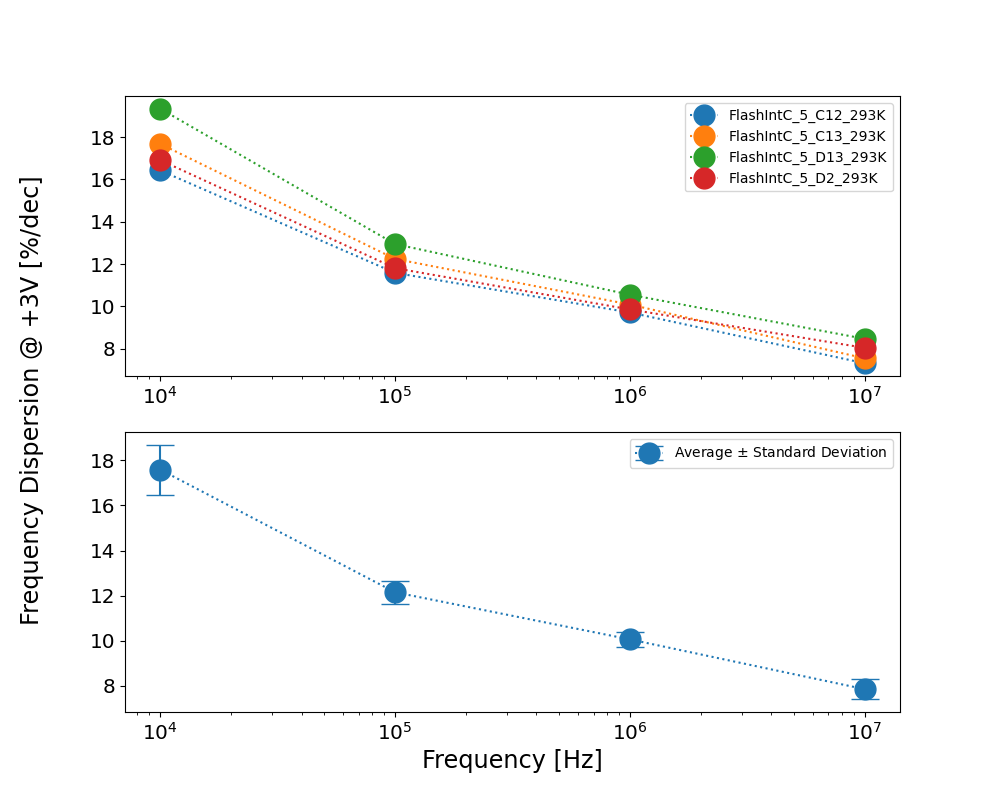 Frequency Dispersion @ +3V [%/dec]
18
16
14
12
10
8
10⁴
10⁵
10⁶
10⁷
FlashIntC_5_C12_293K
FlashIntC_5_C13_293K
FlashIntC_5_D13_293K
FlashIntC_5_D2_293K
18
16
14
12
10
8
10⁴
10⁵
10⁶
10⁷
Average ± Standard Deviation
Frequency [Hz]